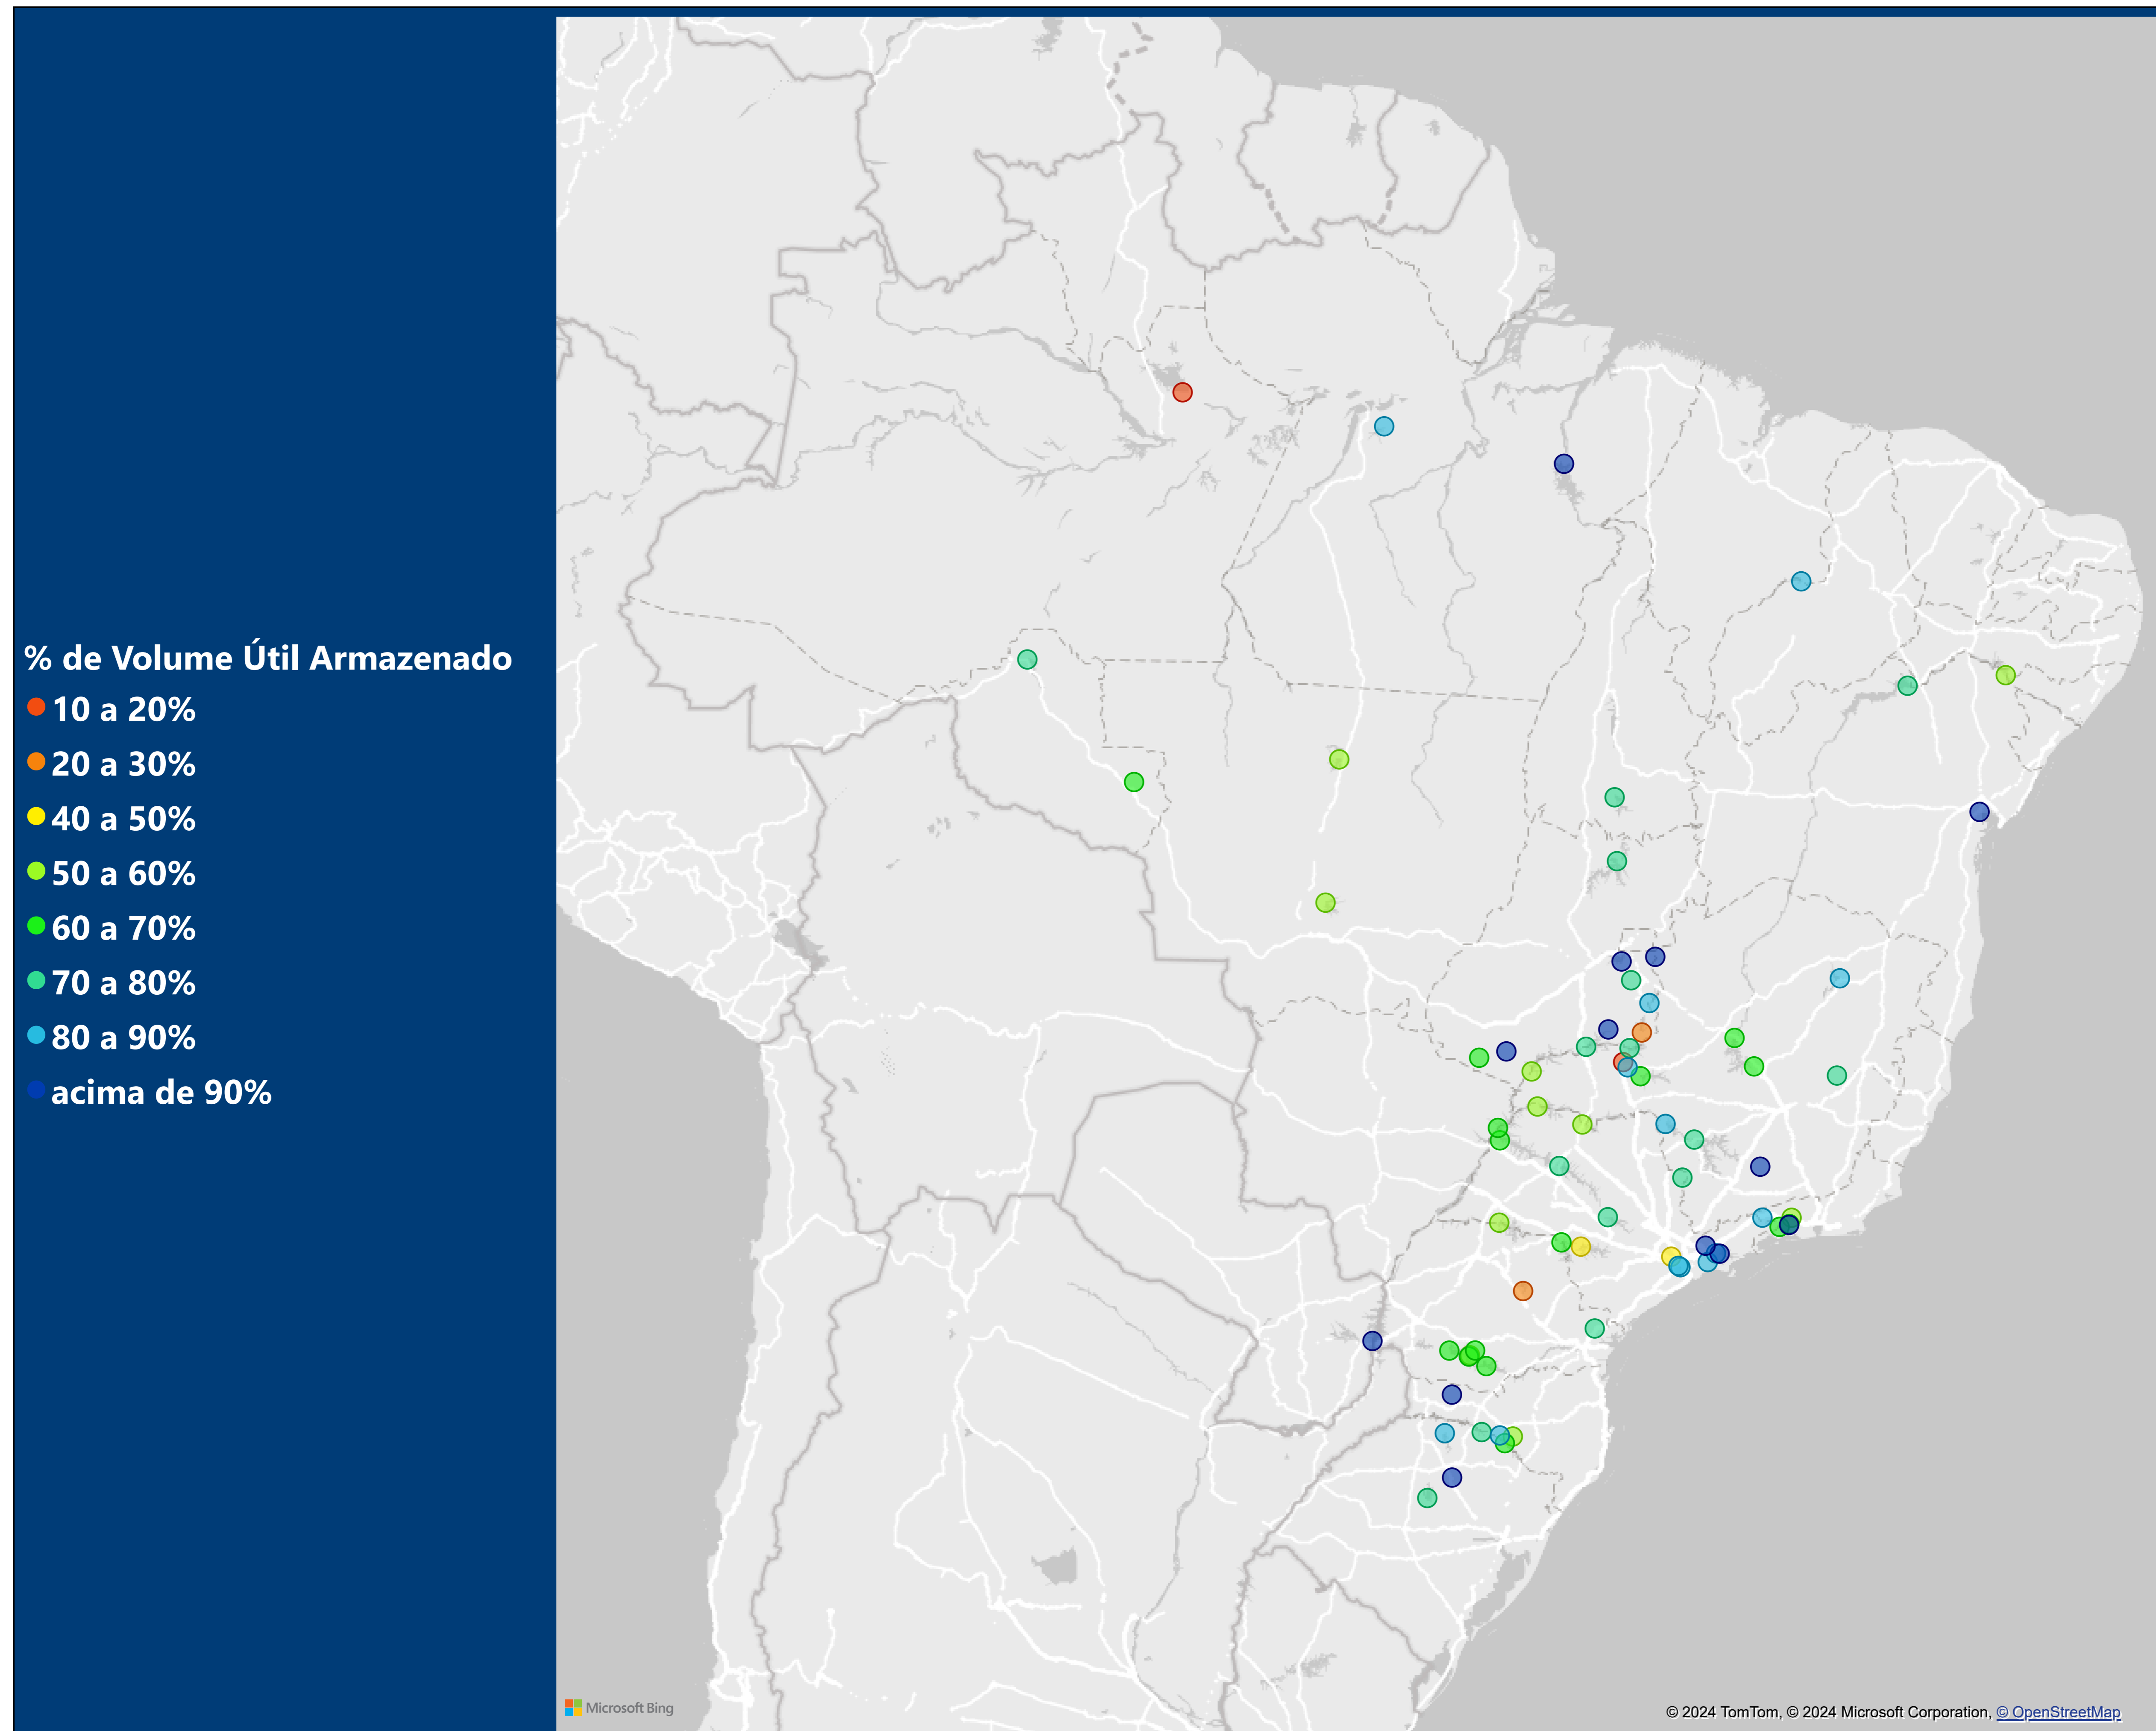 % de Volume Útil Armazenado
10 a 20%
20 a 30%
40 a 50%
50 a 60%
60 a 70%
70 a 80%
80 a 90%
acima de 90%
Microsoft Bing
© 2024 TomTom, © 2024 Microsoft Corporation, © OpenStreetMap